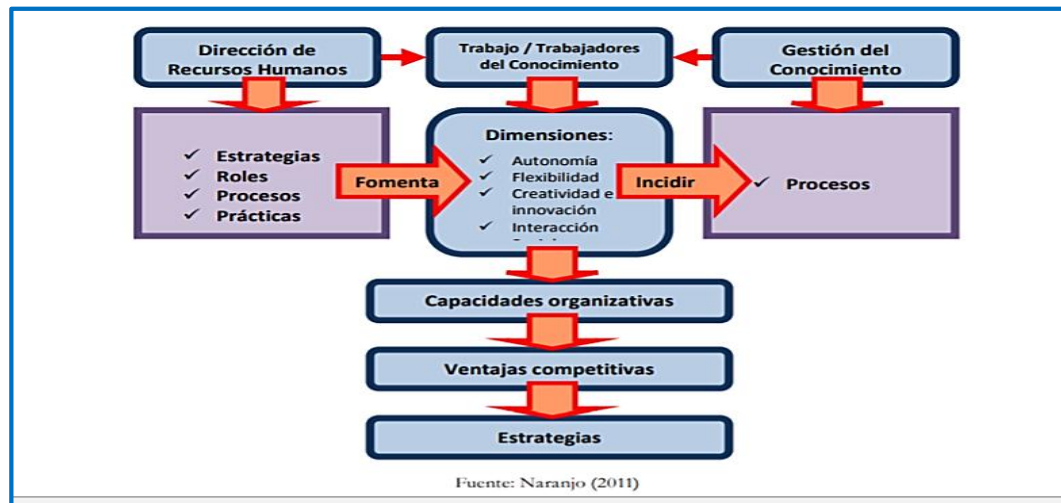 Dirección de
Recursos Humanos
Trabajo / Trabajadores
del Conocimiento
Gestión del
Conocimiento
✓ Estrategias
✓ Roles
✓ Procesos
✓ Prácticas
Fomenta
Dimensiones:
✓ Autonomía
✓ Flexibilidad
✓ Creatividad e
innovación
✓ Interacción
Incidir
✓ Procesos
Capacidades organizativas
Ventajas competitivas
Estrategias
Fuente: Naranjo (2011)